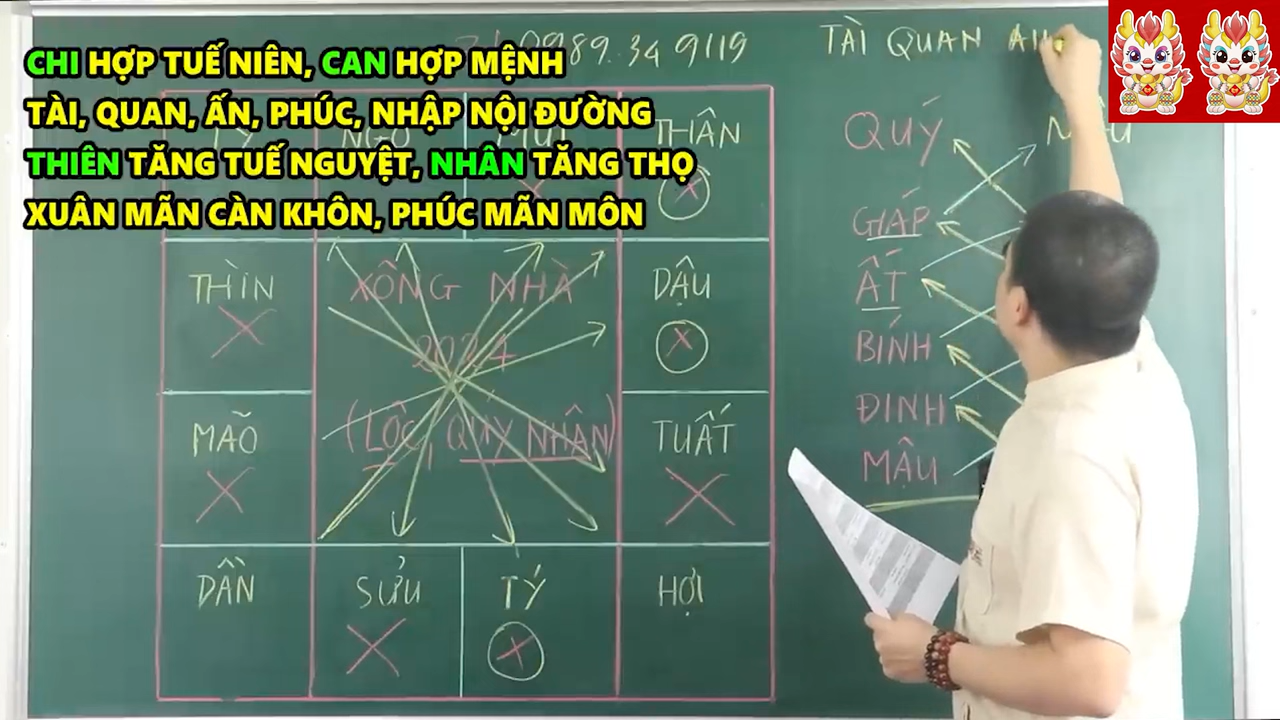 0989.34 9119
TÀI QUAN
CHI HỢP TUẾ NIÊN, CAN HỢP MỆNH
TÀI, QUAN, ẤN, PHÚC, NHẬP NỘI ĐƯỜNG
THIÊN TĂNG TUẾ NGUYỆT, NHÂN TĂNG THỌ
XUÂN MÃN CÀN KHÔN, PHÚC MÃN MÔN
THÂN
THÌN
XÔNG NHÀ
2024
(LỘC, QUÝ NHÂN)
DẬU
MÃO
TUẤT
DẦN
SỬU
TÝ
HỢI
QUÝ
GIÁP
ẤT
BÍNH
ĐINH
MẬU